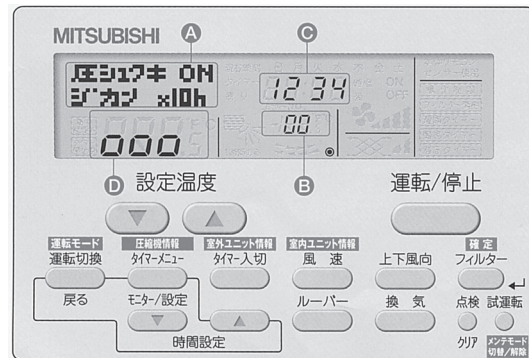 MITSUBISHI
Ⓐ Ⓒ
圧シュクキ ON
ジカン x10h
12 34
00
000
Ⓓ Ⓑ
設定温度 運転/停止
▽ △
運転モード 圧縮機情報 室外ユニット情報 室内ユニット情報 確定
運転切換 タイマーメニュー タイマー入切 風速 上下風向 フィルター
戻る モニター/設定 ルーバー 換気 点検 試運転
▽ △
時間設定 クリア メンテモード
切替/解除